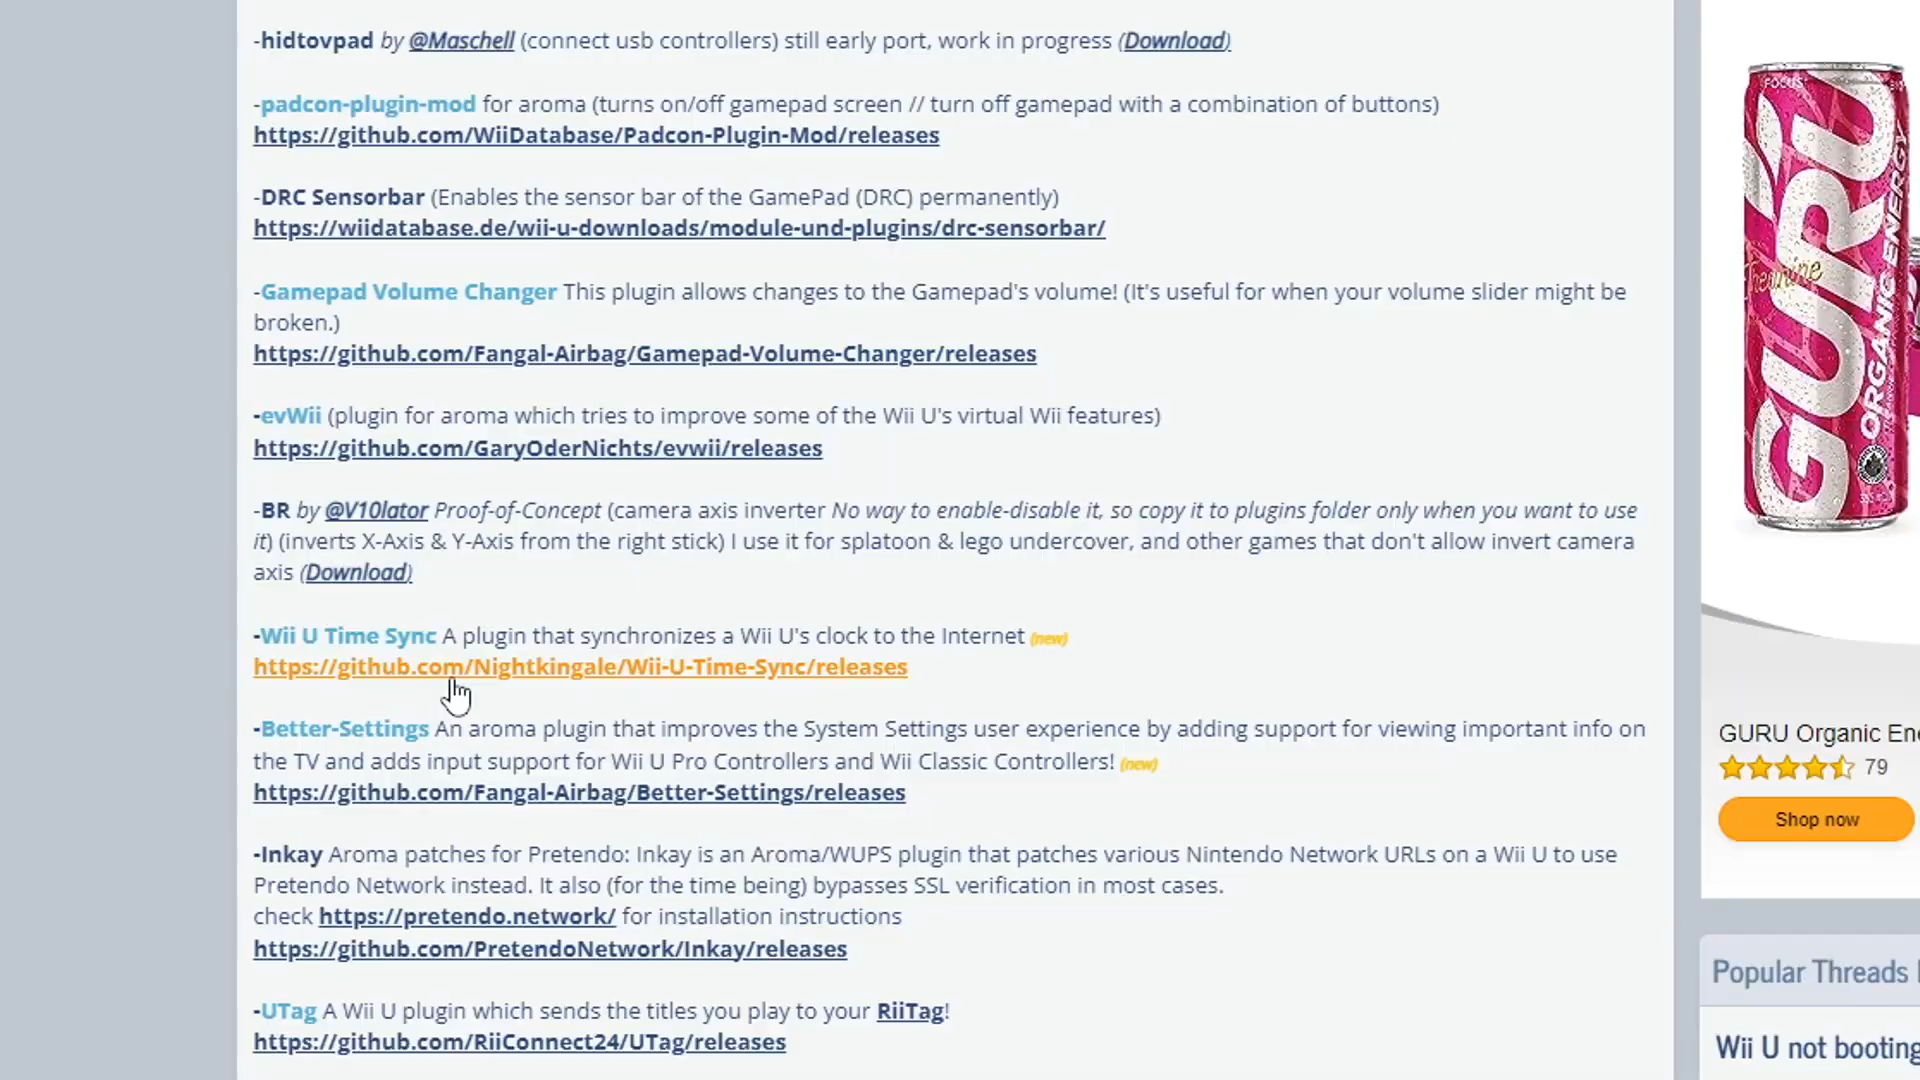 -hidtovpad by @Maschell (connect usb controllers) still early port, work in progress (Download)
-padcon-plugin-mod for aroma (turns on/off gamepad screen // turn off gamepad with a combination of buttons)
https://github.com/WiiDatabase/Padcon-Plugin-Mod/releases
-DRC Sensorbar (Enables the sensor bar of the GamePad (DRC) permanently)
https://wiidatabase.de/wii-u-downloads/module-und-plugins/drc-sensorbar/
-Gamepad Volume Changer This plugin allows changes to the Gamepad's volume! (It's useful for when your volume slider might be
broken.)
https://github.com/Fangal-Airbag/Gamepad-Volume-Changer/releases
-evWii (plugin for aroma which tries to improve some of the Wii U's virtual Wii features)
https://github.com/GaryOderNichts/evwii/releases
-BR by @V10lator Proof-of-Concept (camera axis inverter No way to enable-disable it, so copy it to plugins folder only when you want to use
it) (inverts X-Axis & Y-Axis from the right stick) I use it for splatoon & lego undercover, and other games that don't allow invert camera
axis (Download)
-Wii U Time Sync A plugin that synchronizes a Wii U's clock to the Internet (new)
https://github.com/Nightkingale/Wii-U-Time-Sync/releases
-Better-Settings An aroma plugin that improves the System Settings user experience by adding support for viewing important info on
the TV and adds input support for Wii U Pro Controllers and Wii Classic Controllers! (new)
https://github.com/Fangal-Airbag/Better-Settings/releases
-Inkay Aroma patches for Pretendo: Inkay is an Aroma/WUPS plugin that patches various Nintendo Network URLs on a Wii U to use
Pretendo Network instead. It also (for the time being) bypasses SSL verification in most cases.
check https://pretendo.network/ for installation instructions
https://github.com/PretendoNetwork/Inkay/releases
-UTag A Wii U plugin which sends the titles you play to your RiiTag!
https://github.com/RiiConnect24/UTag/releases
FOCUS
GURU
Theanine
ORGANIC ENERGY
GURU Organic Ene
79
Shop now
Popular Threads
Wii U not booting